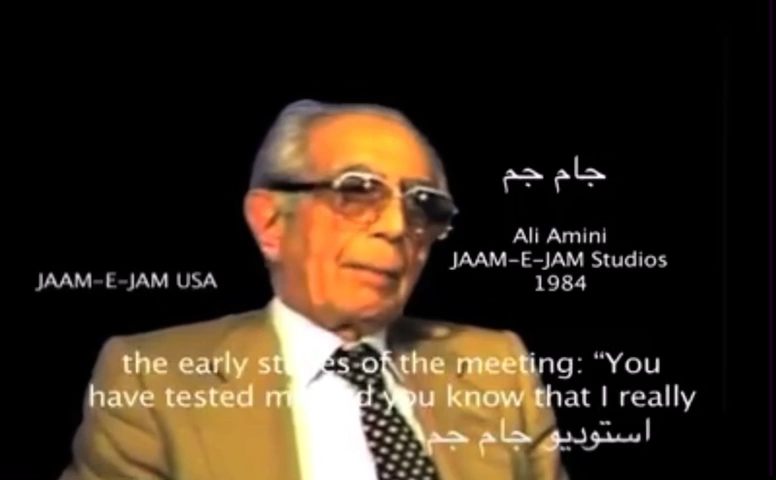 جام جم
Ali Amini
JAAM-E-JAM Studios
1984
JAAM-E-JAM USA
the early of the meeting: “You
have tested you know that I really
استودیو جام جم